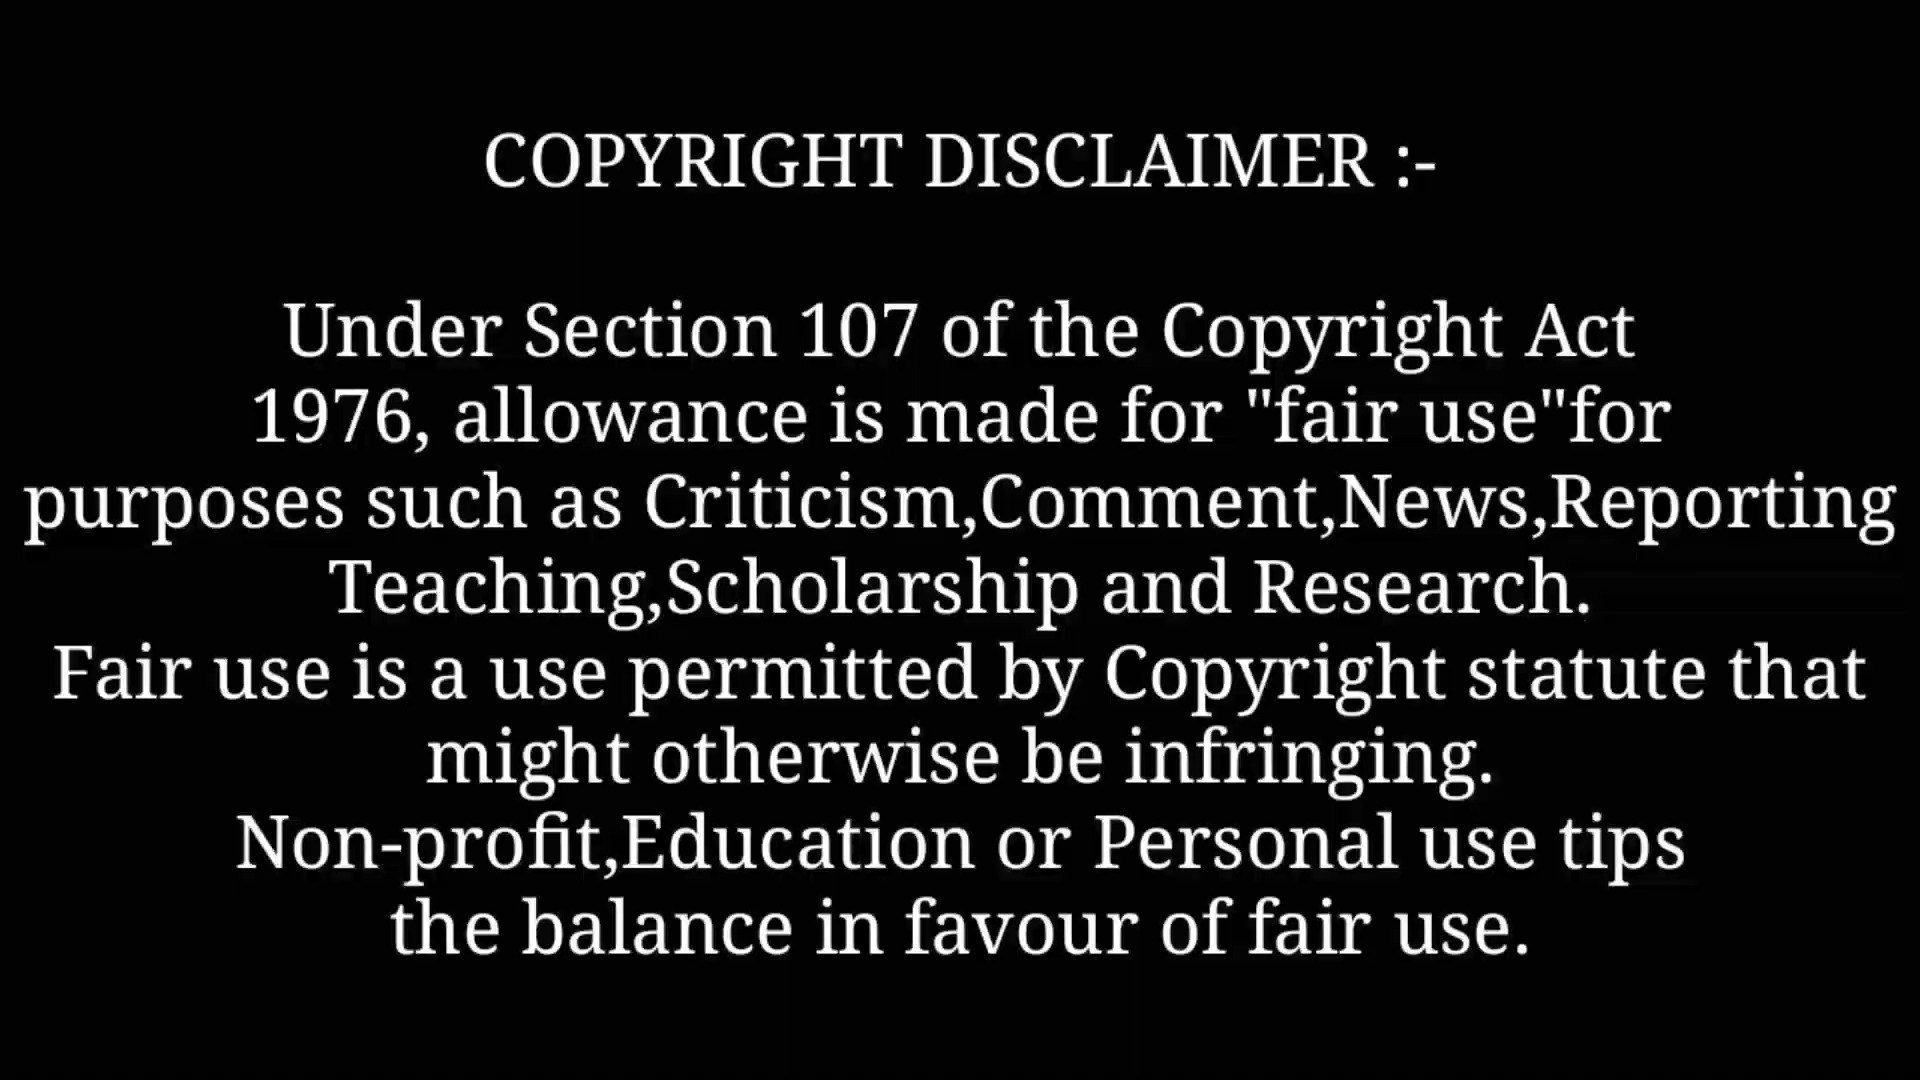 COPYRIGHT DISCLAIMER :-
Under Section 107 of the Copyright Act
1976, allowance is made for "fair use"for
purposes such as Criticism,Comment,News,Reporting
Teaching,Scholarship and Research.
Fair use is a use permitted by Copyright statute that
might otherwise be infringing.
Non-profit,Education or Personal use tips
the balance in favour of fair use.